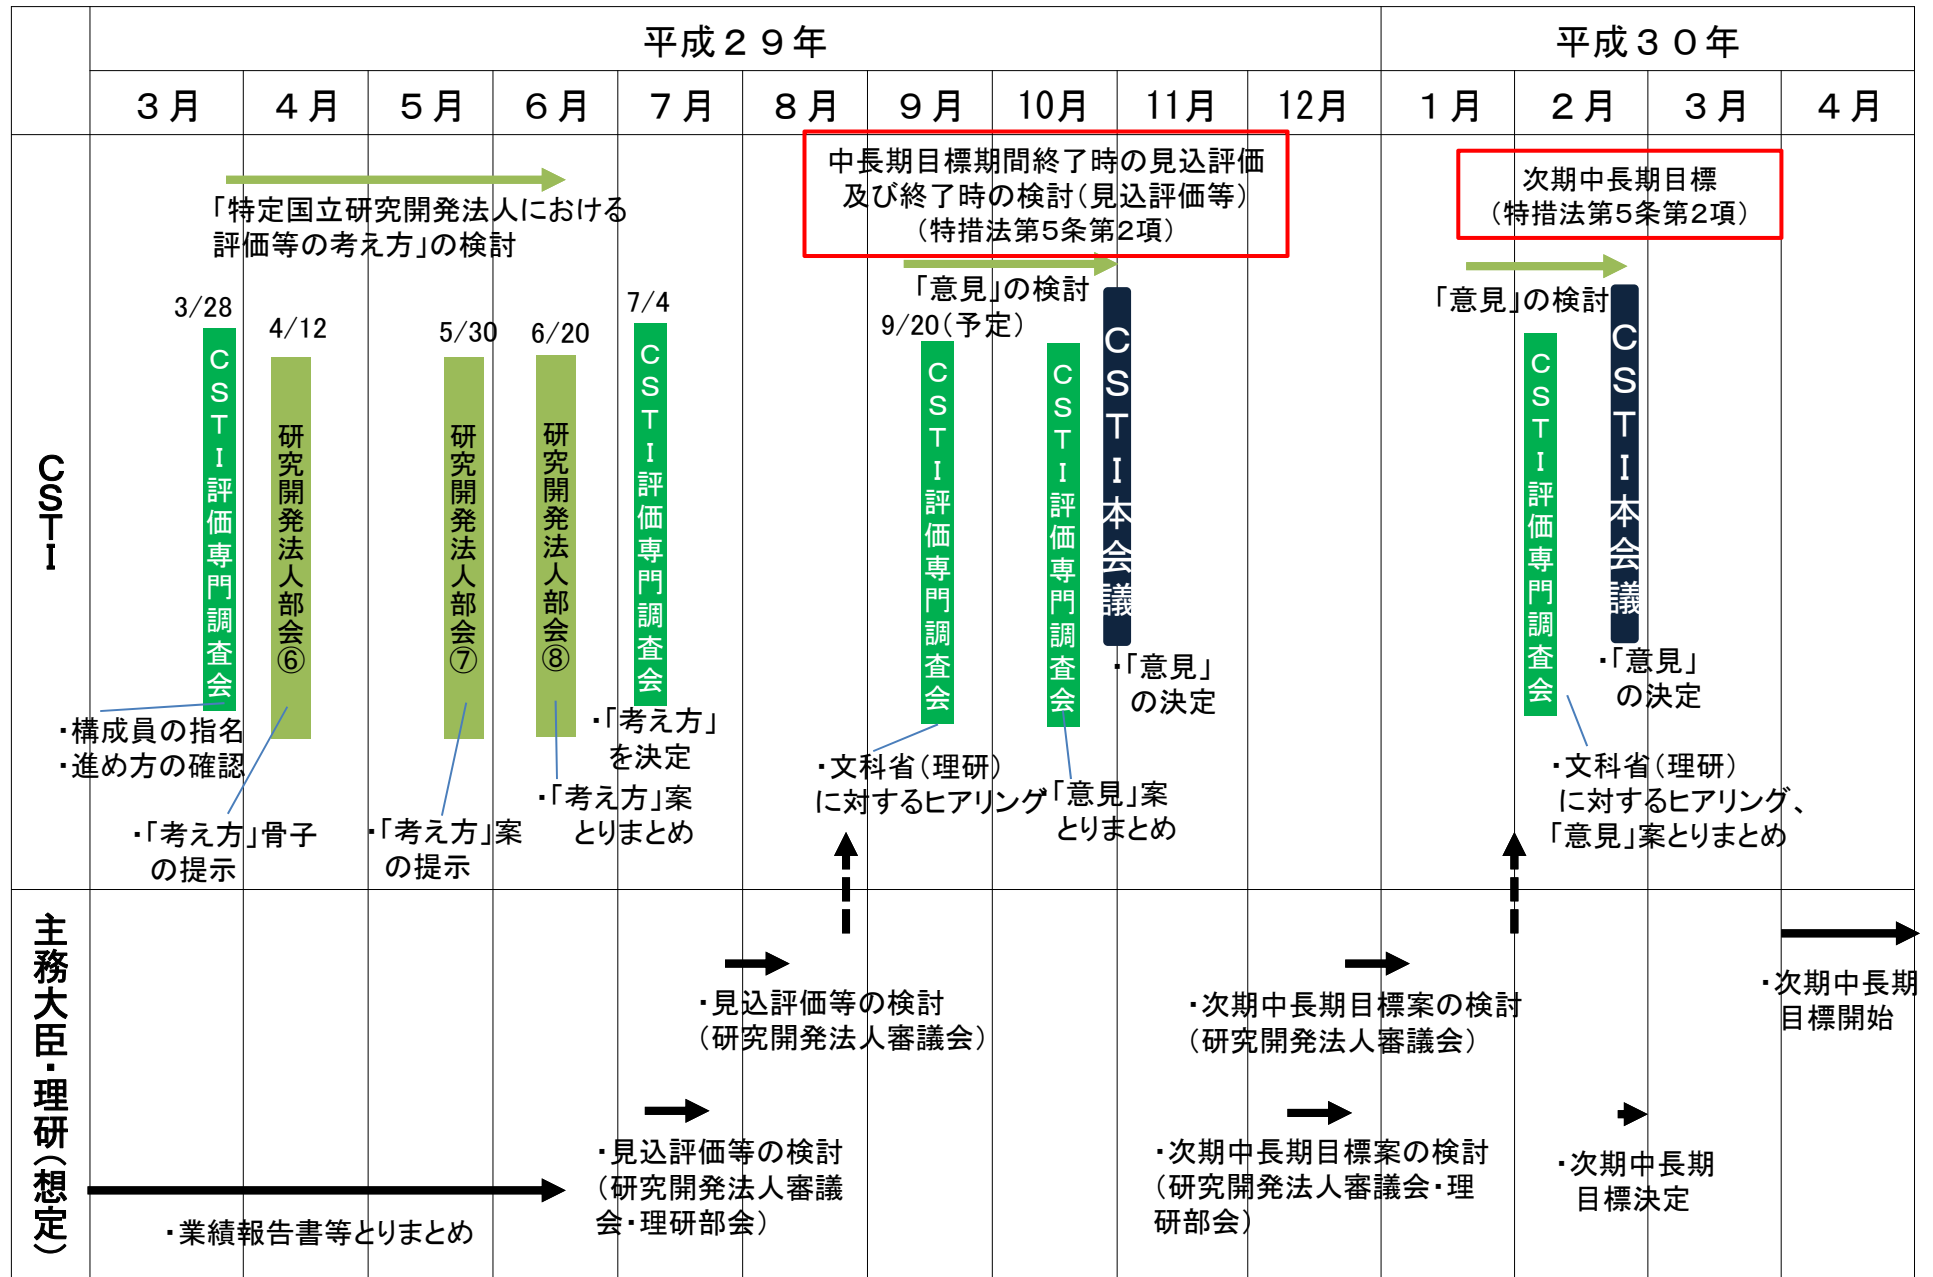 平成２９年
平成３０年
３月
４月
５月
６月
７月
８月
９月
10月
11月
12月
１月
２月
３月
４月
CSTI
「特定国立研究開発法人における
評価等の考え方」の検討
中長期目標期間終了時の見込評価
及び終了時の検討（見込評価等）
（特措法第５条第２項）
次期中長期目標
（特措法第５条第２項）
「意見」の検討
「意見」の検討
3/28
4/12
5/30
6/20
7/4
9/20（予定）
CSTI評価専門調査会
研究開発法人部会⑥
研究開発法人部会⑦
研究開発法人部会⑧
CSTI評価専門調査会
CSTI評価専門調査会
CSTI評価専門調査会
CSTI本会議
CSTI評価専門調査会
CSTI本会議
・構成員の指名
・進め方の確認
・「考え方」骨子
の提示
・「考え方」案
の提示
・「考え方」案
とりまとめ
・「考え方」
を決定
・文科省（理研）
に対するヒアリング
「意見」案
とりまとめ
・「意見」
の決定
・文科省（理研）
に対するヒアリング、
「意見」案とりまとめ
・「意見」
の決定
主務大臣・理研（想定）
・見込評価等の検討
（研究開発法人審議会）
・次期中長期目標案の検討
（研究開発法人審議会）
・次期中長期
目標開始
・業績報告書等とりまとめ
・見込評価等の検討
（研究開発法人審議
会・理研部会）
・次期中長期目標案の検討
（研究開発法人審議会・理
研部会）
・次期中長期
目標決定